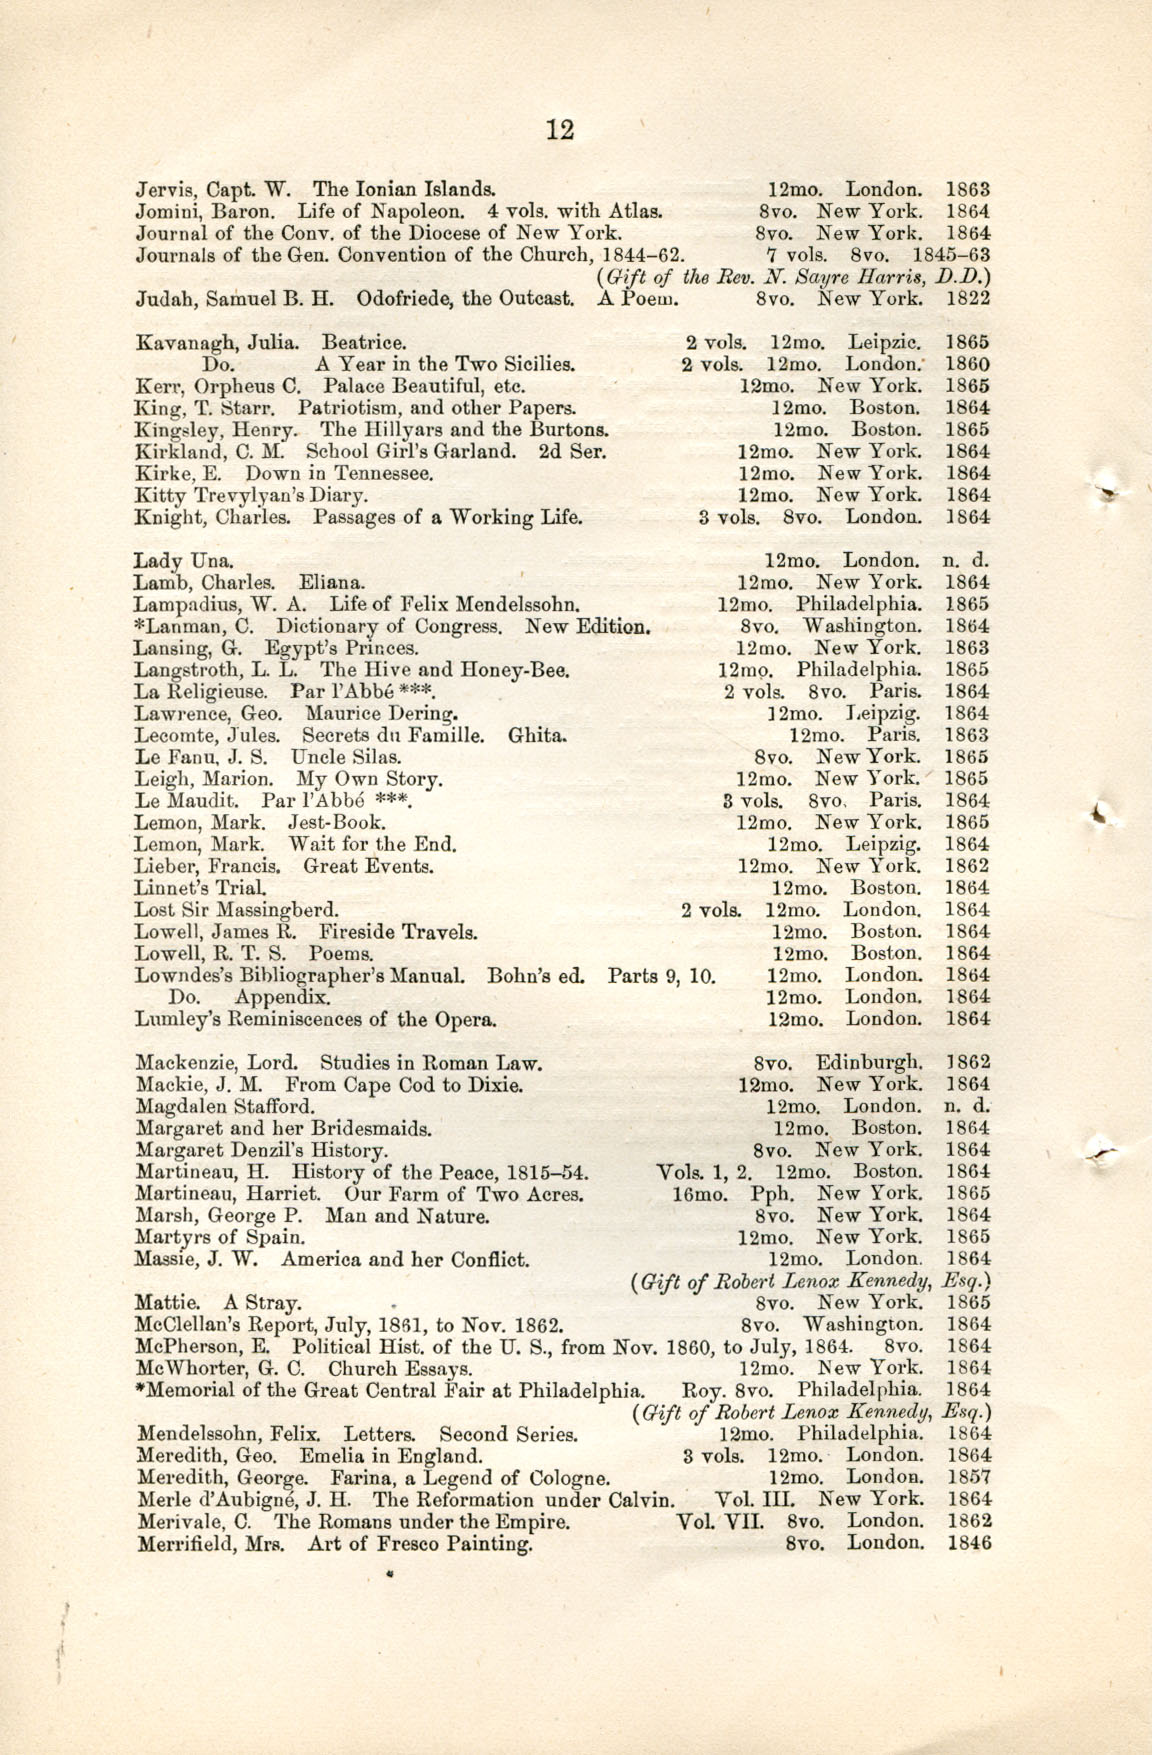 12
Jervis, Capt. W. The Ionian Islands. 12mo. London. 1863
Jomini, Baron. Life of Napoleon. 4 vols. with Atlas. 8vo. New York. 1864
Journal of the Conv. of the Diocese of New York. 8vo. New York. 1864
Journals of the Gen. Convention of the Church, 1844–62. 7 vols. 8vo. 1845–63
(Gift of the Rev. N. Sayre Harris, D.D.)
Judah, Samuel B. H. Odofriede, the Outcast. A Poem. 8vo. New York. 1822
Kavanagh, Julia. Beatrice. 2 vols. 12mo. Leipzic. 1865
Do. A Year in the Two Sicilies. 2 vols. 12mo. London. 1860
Kerr, Orpheus C. Palace Beautiful, etc. 12mo. New York. 1865
King, T. Starr. Patriotism, and other Papers. 12mo. Boston. 1864
Kingsley, Henry. The Hillyars and the Burtons. 12mo. Boston. 1865
Kirkland, C. M. School Girl's Garland. 2d Ser. 12mo. New York. 1864
Kirke, E. Down in Tennessee. 12mo. New York. 1864
Kitty Trevylyan's Diary. 12mo. New York. 1864
Knight, Charles. Passages of a Working Life. 3 vols. 8vo. London. 1864
Lady Una. 12mo. London. n. d.
Lamb, Charles. Eliana. 12mo. New York. 1864
Lampadius, W. A. Life of Felix Mendelssohn. 12mo. Philadelphia. 1865
*Lanman, C. Dictionary of Congress. New Edition. 8vo. Washington. 1864
Lansing, G. Egypt's Princes. 12mo. New York. 1863
Langstroth, L. L. The Hive and Honey-Bee. 12mo. Philadelphia. 1865
La Religieuse. Par l'Abbé ***. 2 vols. 8vo. Paris. 1864
Lawrence, Geo. Maurice Dering. 12mo. Leipzig. 1864
Lecomte, Jules. Secrets du Famille. Ghita. 12mo. Paris. 1863
Le Fanu, J. S. Uncle Silas. 8vo. New York. 1865
Leigh, Marion. My Own Story. 12mo. New York. 1865
Le Maudit. Par l'Abbé ***. 3 vols. 8vo. Paris. 1864
Lemon, Mark. Jest-Book. 12mo. New York. 1865
Lemon, Mark. Wait for the End. 12mo. Leipzig. 1864
Lieber, Francis. Great Events. 12mo. New York. 1862
Linnet's Trial. 12mo. Boston. 1864
Lost Sir Massingberd. 2 vols. 12mo. London. 1864
Lowell, James R. Fireside Travels. 12mo. Boston. 1864
Lowell, R. T. S. Poems. 12mo. Boston. 1864
Lowndes's Bibliographer's Manual. Bohn's ed. Parts 9, 10. 12mo. London. 1864
Do. Appendix. 12mo. London. 1864
Lumley's Reminiscences of the Opera. 12mo. London. 1864
Mackenzie, Lord. Studies in Roman Law. 8vo. Edinburgh. 1862
Mackie, J. M. From Cape Cod to Dixie. 12mo. New York. 1864
Magdalen Stafford. 12mo. London. n. d.
Margaret and her Bridesmaids. 12mo. Boston. 1864
Margaret Denzil's History. 8vo. New York. 1864
Martineau, H. History of the Peace, 1815–54. Vols. 1, 2. 12mo. Boston. 1864
Martineau, Harriet. Our Farm of Two Acres. 16mo. Pph. New York. 1865
Marsh, George P. Man and Nature. 8vo. New York. 1864
Martyrs of Spain. 12mo. New York. 1865
Massie, J. W. America and her Conflict. 12mo. London. 1864
(Gift of Robert Lenox Kennedy, Esq.)
Mattie. A Stray. 8vo. New York. 1865
McClellan's Report, July, 1861, to Nov. 1862. 8vo. Washington. 1864
McPherson, E. Political Hist. of the U. S., from Nov. 1860, to July, 1864. 8vo. 1864
McWhorter, G. C. Church Essays. 12mo. New York. 1864
*Memorial of the Great Central Fair at Philadelphia. Roy. 8vo. Philadelphia. 1864
(Gift of Robert Lenox Kennedy, Esq.)
Mendelssohn, Felix. Letters. Second Series. 12mo. Philadelphia. 1864
Meredith, Geo. Emelia in England. 3 vols. 12mo. London. 1864
Meredith, George. Farina, a Legend of Cologne. 12mo. London. 1857
Merle d'Aubigné, J. H. The Reformation under Calvin. Vol. III. New York. 1864
Merivale, C. The Romans under the Empire. Vol. VII. 8vo. London. 1862
Merrifield, Mrs. Art of Fresco Painting. 8vo. London. 1846